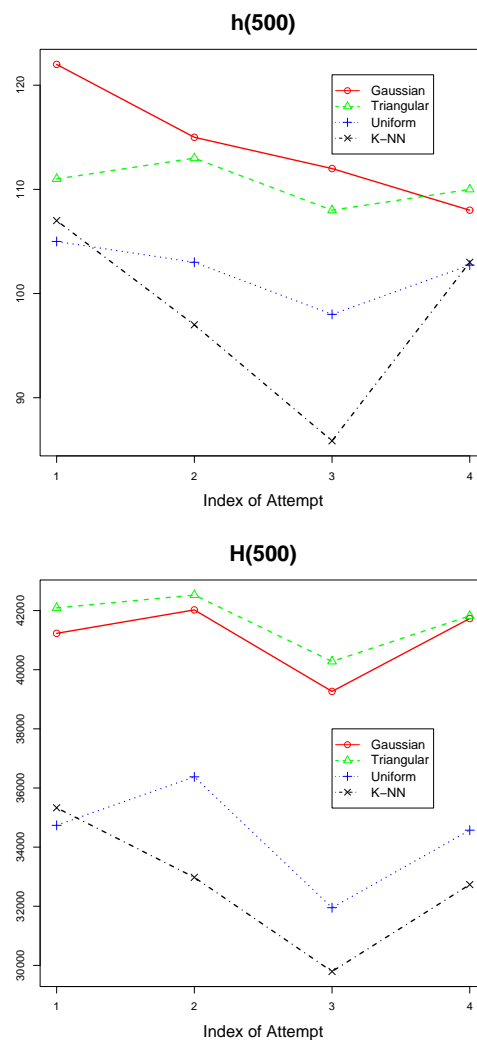 h(500)
120
110
100
90
Gaussian
Triangular
Uniform
K−NN
1 2 3 4
Index of Attempt
H(500)
42000
40000
38000
36000
34000
32000
30000
Gaussian
Triangular
Uniform
K−NN
1 2 3 4
Index of Attempt